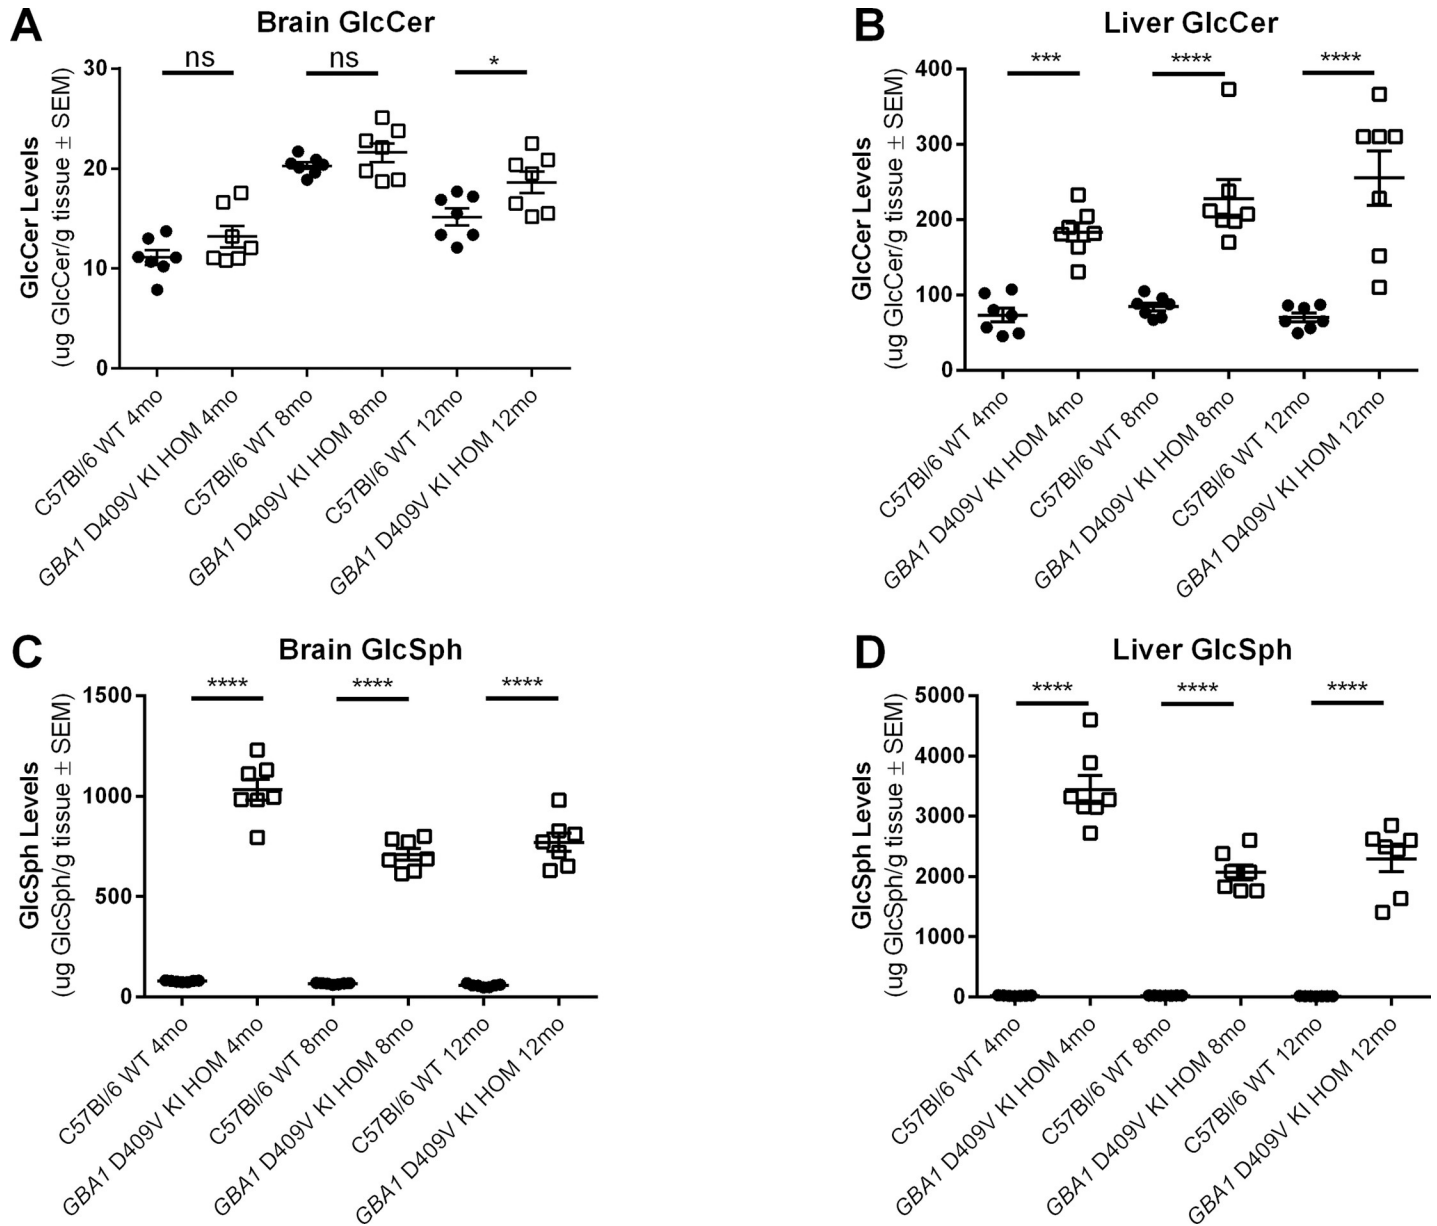 A
Brain GlcCer
GlcCer Levels
(ug GlcCer/g tissue ± SEM)
30
20
10
0
ns
ns
*
C57Bl/6 WT 4mo
GBA1 D409V KI HOM 4mo
C57Bl/6 WT 8mo
GBA1 D409V KI HOM 8mo
C57Bl/6 WT 12mo
GBA1 D409V KI HOM 12mo
B
Liver GlcCer
GlcCer Levels
(ug GlcCer/g tissue ± SEM)
400
300
200
100
0
***
****
****
C57Bl/6 WT 4mo
GBA1 D409V KI HOM 4mo
C57Bl/6 WT 8mo
GBA1 D409V KI HOM 8mo
C57Bl/6 WT 12mo
GBA1 D409V KI HOM 12mo
C
Brain GlcSph
GlcSph Levels
(ug GlcSph/g tissue ± SEM)
1500
1000
500
0
****
****
****
C57Bl/6 WT 4mo
GBA1 D409V KI HOM 4mo
C57Bl/6 WT 8mo
GBA1 D409V KI HOM 8mo
C57Bl/6 WT 12mo
GBA1 D409V KI HOM 12mo
D
Liver GlcSph
GlcSph Levels
(ug GlcSph/g tissue ± SEM)
5000
4000
3000
2000
1000
0
****
****
****
C57Bl/6 WT 4mo
GBA1 D409V KI HOM 4mo
C57Bl/6 WT 8mo
GBA1 D409V KI HOM 8mo
C57Bl/6 WT 12mo
GBA1 D409V KI HOM 12mo